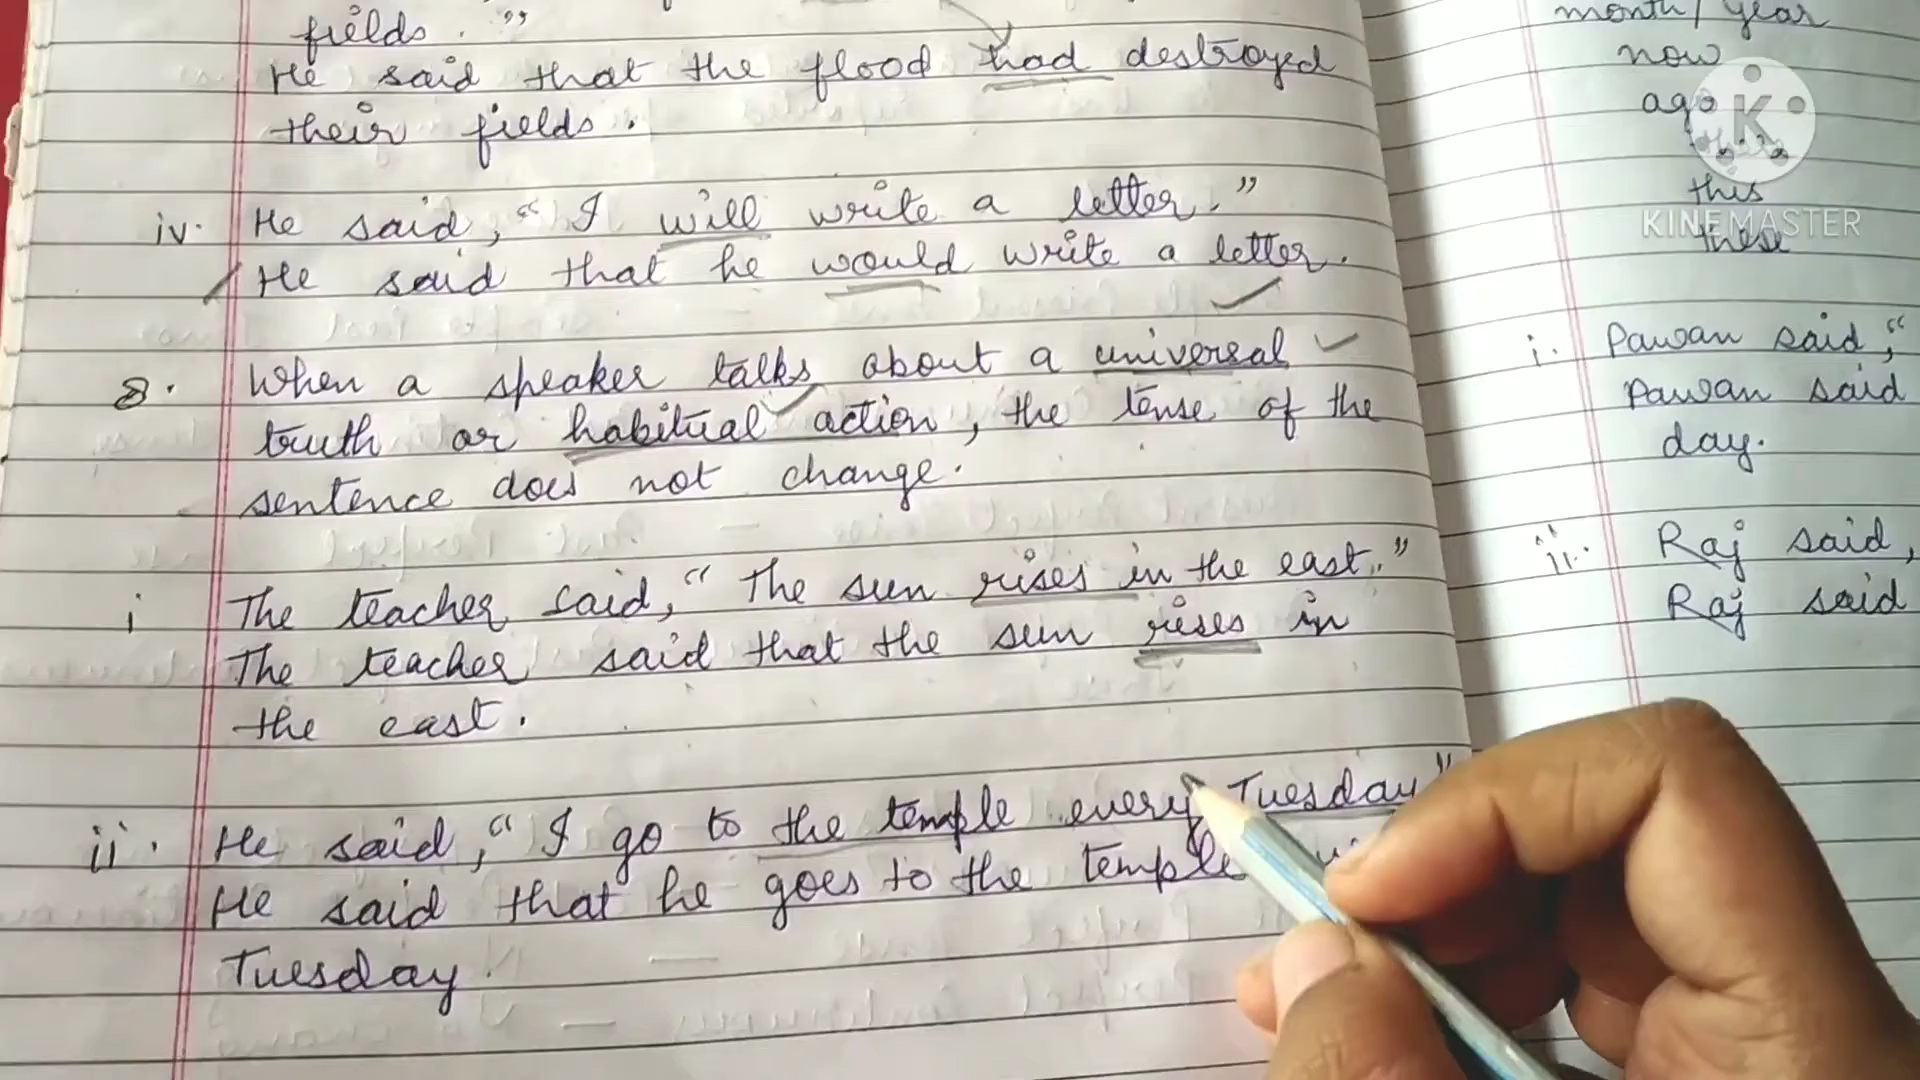 fields."
He said that the flood had destroyed
their fields.
iv. He said, "I will write a letter."
He said that he would write a letter.
8. When a speaker talks about a universal
truth or habitual action, the tense of the
sentence does not change.
i The teacher said, "The sun rises in the east."
The teacher said that the sun rises in
the east.
ii. He said, "I go to the temple every Tuesday"
He said that he goes to the temple
Tuesday.
month/year
now
ago
K
this
KINEMASTER
these
i. Pawan said, "
Pawan said
day.
ii. Raj said,
Raj said